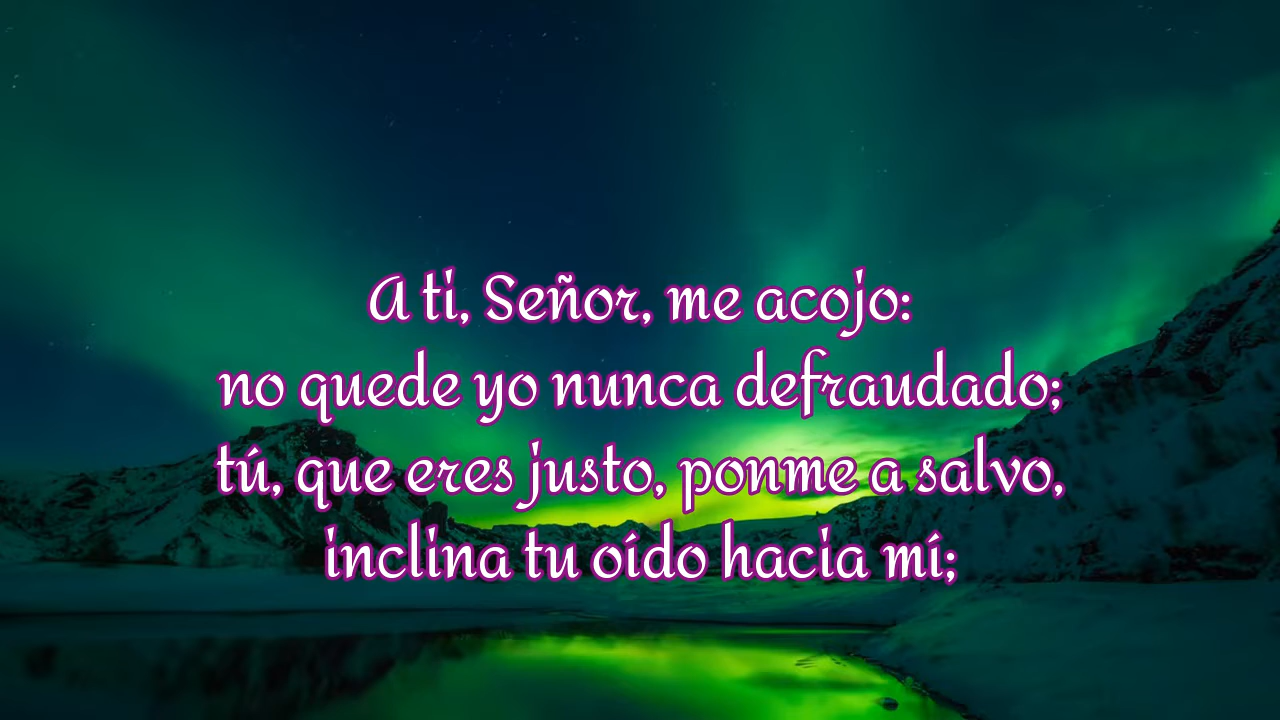 A ti, Señor, me acojo:
no quede yo nunca defraudado;
tú, que eres justo, ponme a salvo,
inclina tu oído hacia mí;